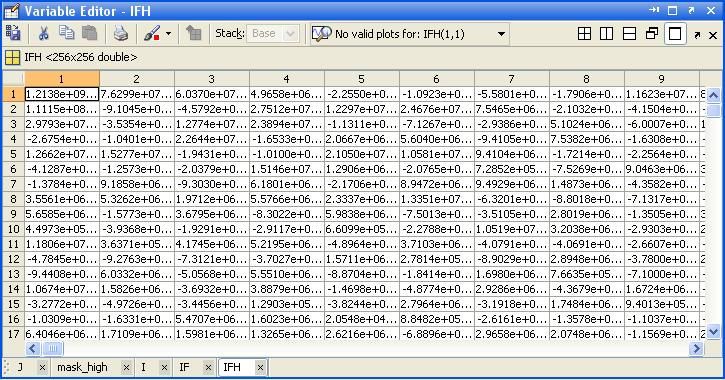 Variable Editor - IFH
Stack: Base No valid plots for: IFH(1,1)
IFH <256x256 double>
1 2 3 4 5 6 7 8 9
1 1.2138e+09... 7.6299e+07... 6.0370e+07... 4.9658e+06... -2.2550e+0... -1.0923e+0... -5.5801e+0... -1.7906e+0... 1.1623e+07... 8
2 1.1115e+08... -9.1045e+0... -4.5792e+0... 2.7512e+07... 1.2297e+07... 2.4676e+07... 7.5465e+06... -2.1032e+0... -4.1504e+0...
3 2.9793e+07... -3.5354e+0... 1.2774e+07... 2.3894e+07... -1.1311e+0... -7.1267e+0... -2.9386e+0... 5.1024e+06... -6.0007e+0... 1
4 -2.6754e+0... -1.0401e+0... 2.2644e+07... -1.6533e+0... 2.0667e+06... 5.6040e+06... -9.4105e+0... 7.5382e+06... -1.6308e+0...
5 1.2662e+07... 1.5277e+07... -1.9431e+0... -1.0100e+0... 2.1050e+07... 1.0581e+07... 9.4104e+06... -1.7214e+0... -2.2564e+0...
6 -4.1287e+0... -1.2573e+0... -2.0379e+0... 1.5146e+07... 1.2906e+06... -2.0765e+0... 7.2852e+05... -7.5269e+0... 9.0463e+06... 3
7 -1.3784e+0... 9.1858e+06... -9.3030e+0... 6.1801e+06... -2.1706e+0... 8.9472e+06... 9.4929e+06... 1.4873e+06... -4.3582e+0...
8 3.5561e+06... 5.3262e+06... 1.9712e+06... 5.5766e+06... 2.3337e+06... 1.3351e+07... -6.3201e+0... -8.8018e+0... -7.1317e+0...
9 5.6585e+06... -1.5773e+0... 3.6795e+06... -8.3022e+0... 5.9838e+06... -7.5013e+0... -3.5105e+0... 2.8019e+06... -1.3505e+0... 3
10 4.4973e+05... -3.9368e+0... -1.9291e+0... -2.9117e+0... 6.6099e+05... -2.2788e+0... 1.0519e+07... 3.2038e+06... -2.9303e+0...
11 1.1806e+07... 3.6371e+05... 4.1745e+06... 5.2195e+06... -4.8964e+0... 3.7103e+06... -4.0791e+0... -4.0691e+0... -2.6607e+0...
12 -4.7845e+0... -9.2763e+0... -7.3121e+0... -3.7027e+0... 1.5711e+06... 2.7814e+05... -8.9029e+0... 2.8948e+06... -3.7800e+0... 2
13 -9.4408e+0... 6.0332e+06... -5.0568e+0... 5.5510e+06... -8.8704e+0... -1.8414e+0... 1.6980e+06... 7.6635e+05... -7.1000e+0...
14 1.0674e+07... 1.5826e+06... -3.6932e+0... 3.8879e+06... -1.4698e+0... -4.8774e+0... 2.9286e+06... -4.3679e+0... 1.6724e+06...
15 -3.2772e+0... -4.9726e+0... -3.4456e+0... 1.2903e+05... -3.8244e+0... 2.7964e+06... -3.1918e+0... 1.7484e+06... 9.4013e+05...
16 -1.0309e+0... -1.6331e+0... 5.4707e+06... 1.6023e+06... 2.0548e+04... 8.8482e+05... -2.6161e+0... -1.3578e+0... -1.1037e+0...
17 6.4046e+06... 1.7109e+06... 1.5981e+06... 1.3265e+06... 2.6216e+06... -6.8896e+0... 2.9658e+06... 2.0748e+06... -1.1569e+0...
J mask_high I IF IFH